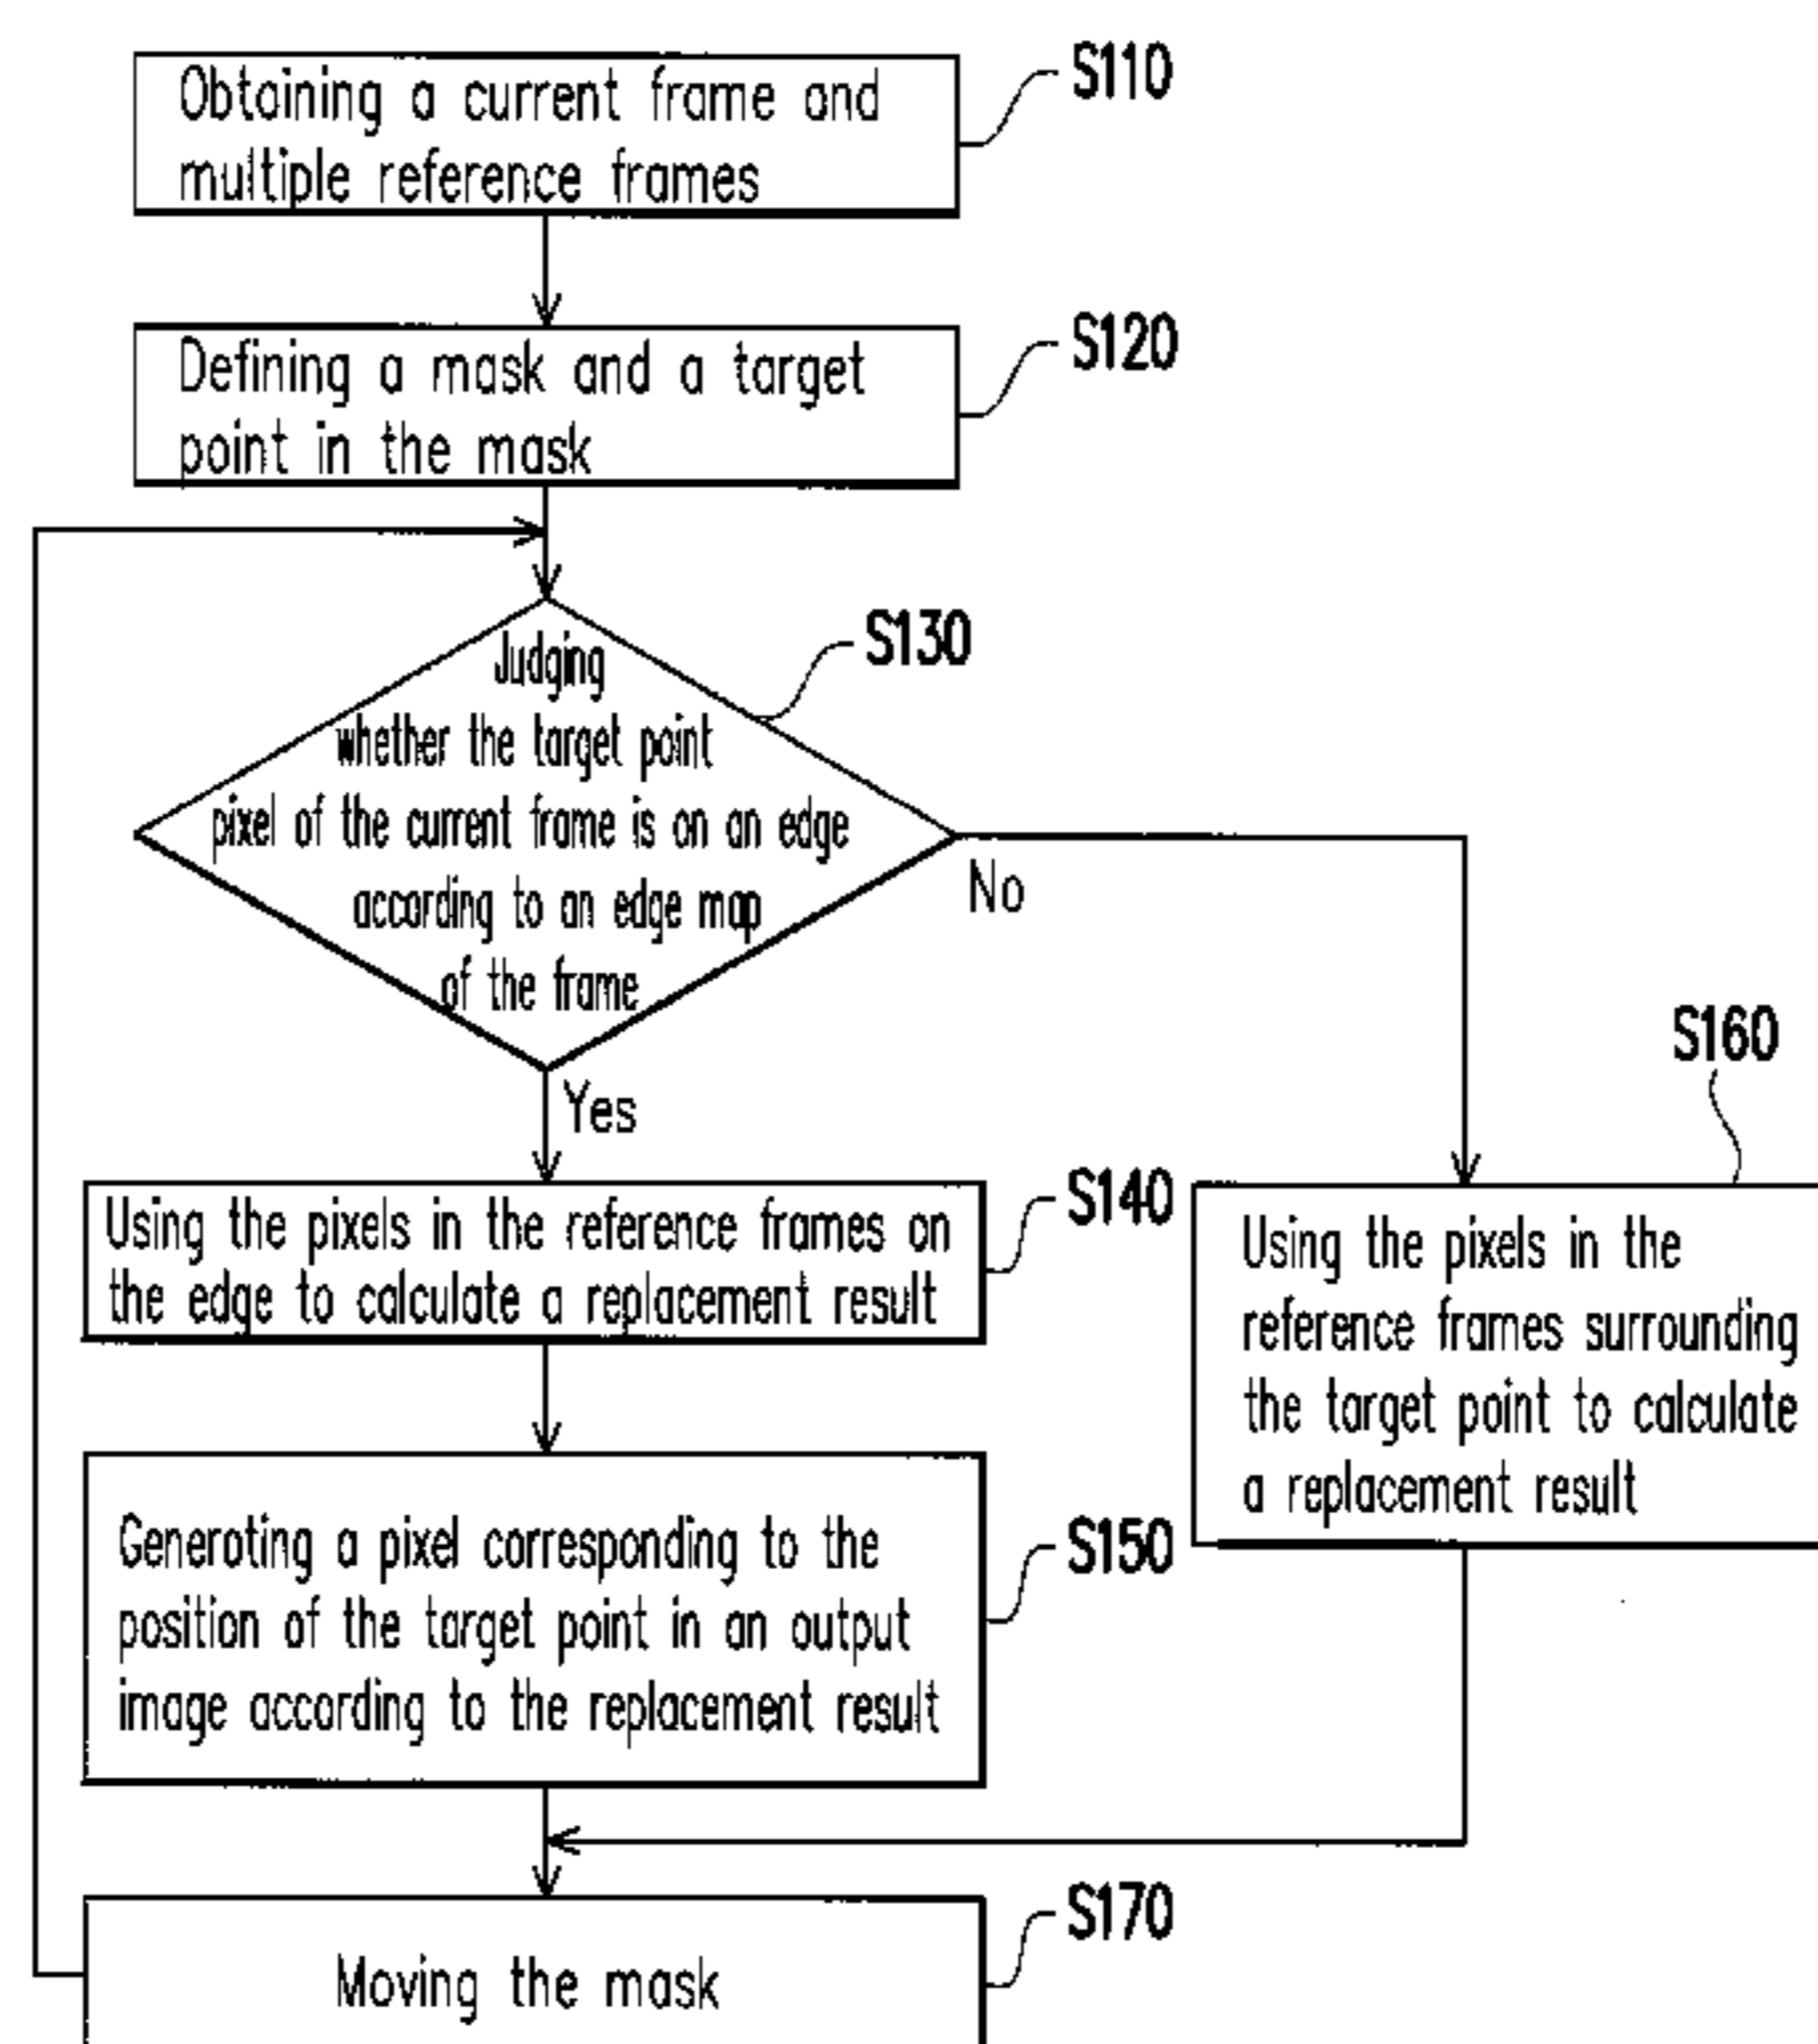 Obtaining a current frame and
multiple reference frames
S110
Defining a mask and a target
point in the mask
S120
Judging
whether the target point
pixel of the current frame is on an edge
according to an edge map
of the frame
S130
No
Yes
Using the pixels in the reference frames on
the edge to calculate a replacement result
S140
S160
Using the pixels in the
reference frames surrounding
the target point to calculate
a replacement result
Generating a pixel corresponding to the
position of the target point in an output
image according to the replacement result
S150
Moving the mask
S170